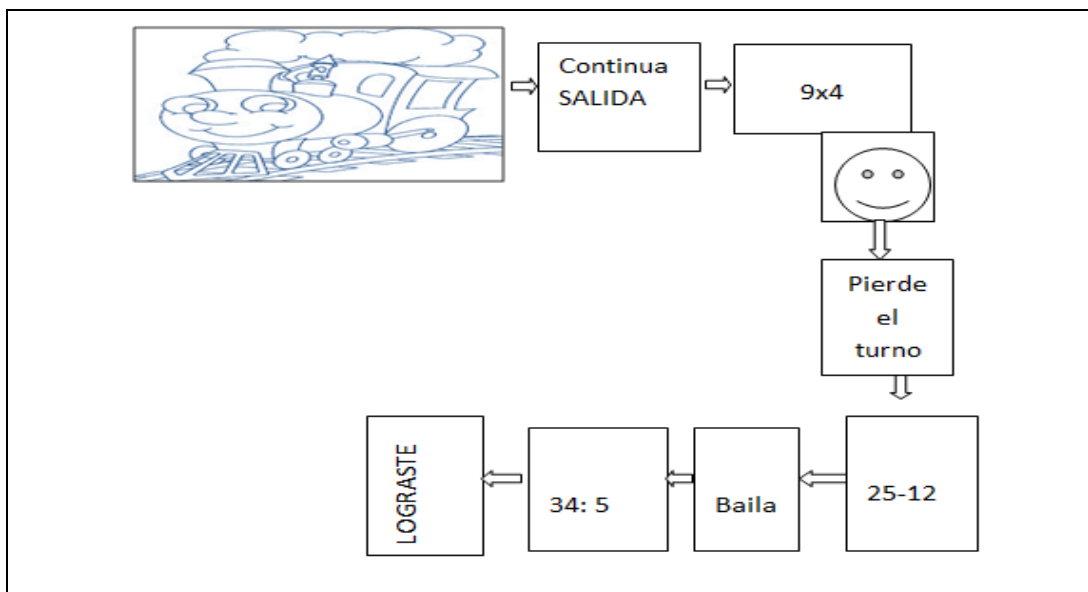 Continua
SALIDA
9x4
Pierde
el
turno
25-12
Baila
34: 5
LOGRASTE